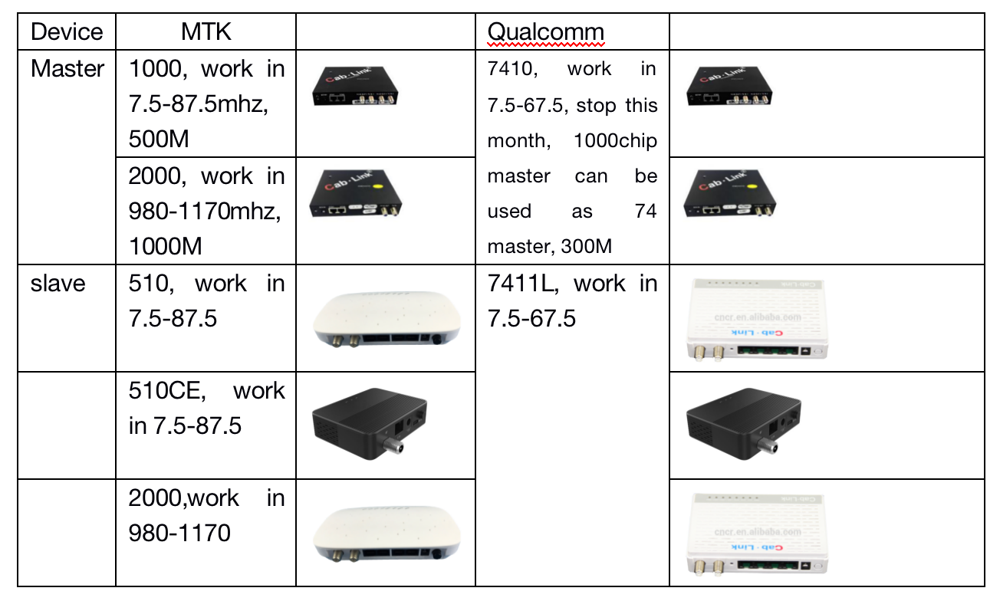 Device MTK Qualcomm
Master
1000, work in
7.5-87.5mhz,
500M
Cab·Link
7410, work in
7.5-67.5, stop this
month, 1000chip
master can be
used as 74
master, 300M
Cab·Link
2000, work in
980-1170mhz,
1000M
Cab·Link
Cab·Link
slave
510, work in
7.5-87.5
7411L, work in
7.5-67.5
Cab·Link
cncr.en.alibaba.com
Cab·Link
510CE, work
in 7.5-87.5
2000,work in
980-1170
Cab·Link
cncr.en.alibaba.com
Cab·Link